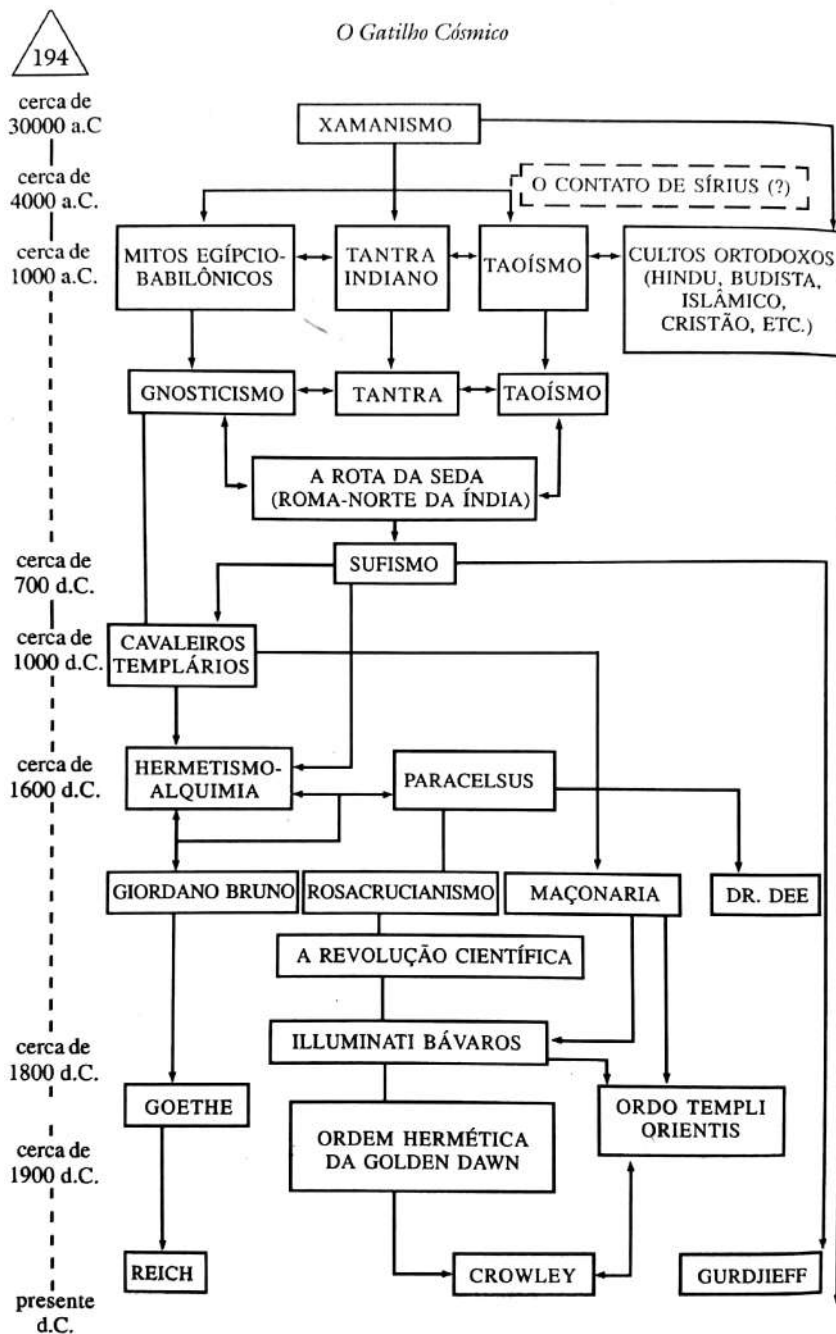 194
O Gatilho Cósmico
cerca de
30000 a.C
XAMANISMO
cerca de
4000 a.C.
O CONTATO DE SÍRIUS (?)
cerca de
1000 a.C.
MITOS EGÍPCIO-
BABILÔNICOS
TANTRA
INDIANO
TAOÍSMO
CULTOS ORTODOXOS
(HINDU, BUDISTA,
ISLÂMICO,
CRISTÃO, ETC.)
GNOSTICISMO
TANTRA
TAOÍSMO
A ROTA DA SEDA
(ROMA-NORTE DA ÍNDIA)
cerca de
700 d.C.
SUFISMO
cerca de
1000 d.C.
CAVALEIROS
TEMPLÁRIOS
cerca de
1600 d.C.
HERMETISMO-
ALQUIMIA
PARACELSUS
GIORDANO BRUNO
ROSACRUCIANISMO
MAÇONARIA
DR. DEE
A REVOLUÇÃO CIENTÍFICA
cerca de
1800 d.C.
ILLUMINATI BÁVAROS
GOETHE
ORDO TEMPLI
ORIENTIS
cerca de
1900 d.C.
ORDEM HERMÉTICA
DA GOLDEN DAWN
REICH
CROWLEY
GURDJIEFF
presente
d.C.